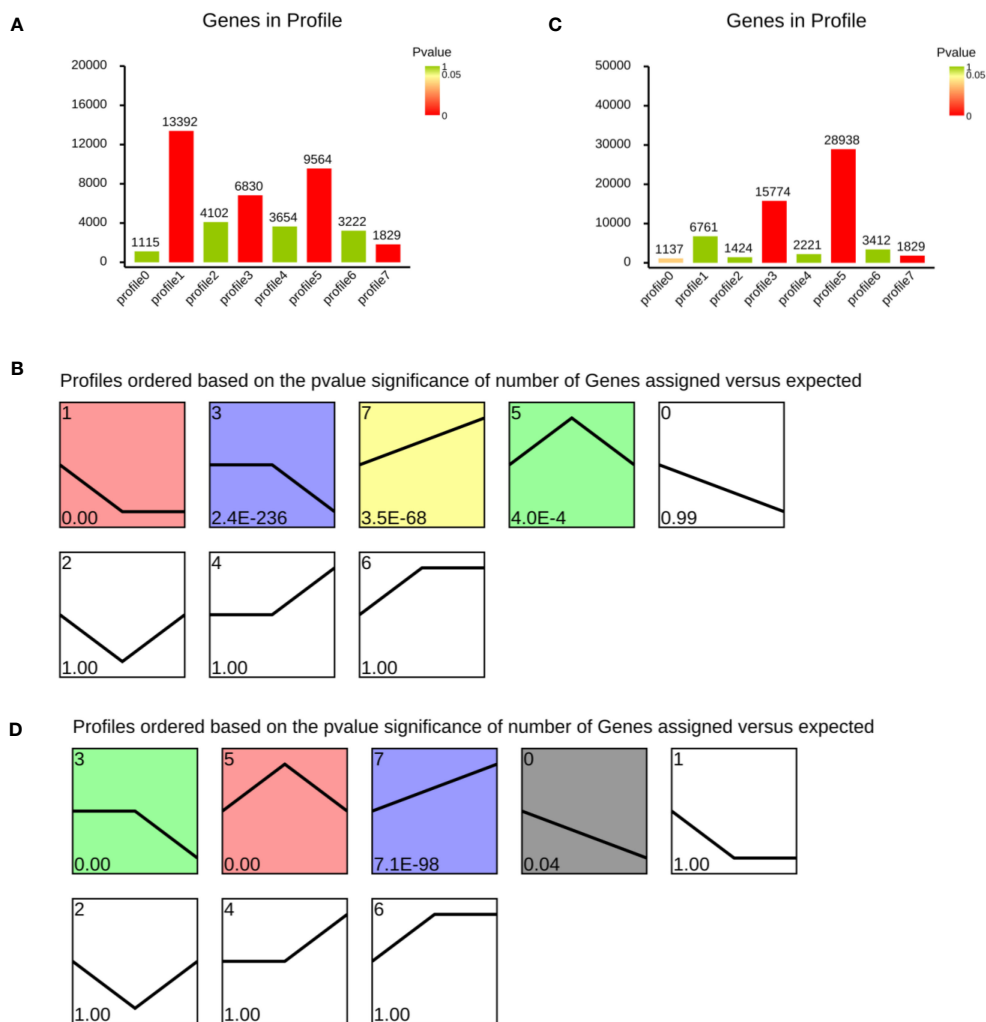 A
Genes in Profile
Pvalue
1
0.05
0
20000
16000
12000
8000
4000
0
1115
13392
4102
6830
3654
9564
3222
1829
profile0
profile1
profile2
profile3
profile4
profile5
profile6
profile7
C
Genes in Profile
Pvalue
1
0.05
0
50000
40000
30000
20000
10000
0
1137
6761
1424
15774
2221
28938
3412
1829
profile0
profile1
profile2
profile3
profile4
profile5
profile6
profile7
B
Profiles ordered based on the pvalue significance of number of Genes assigned versus expected
1
0.00
3
2.4E-236
7
3.5E-68
5
4.0E-4
0
0.99
2
1.00
4
1.00
6
1.00
D
Profiles ordered based on the pvalue significance of number of Genes assigned versus expected
3
0.00
5
0.00
7
7.1E-98
0
0.04
1
1.00
2
1.00
4
1.00
6
1.00